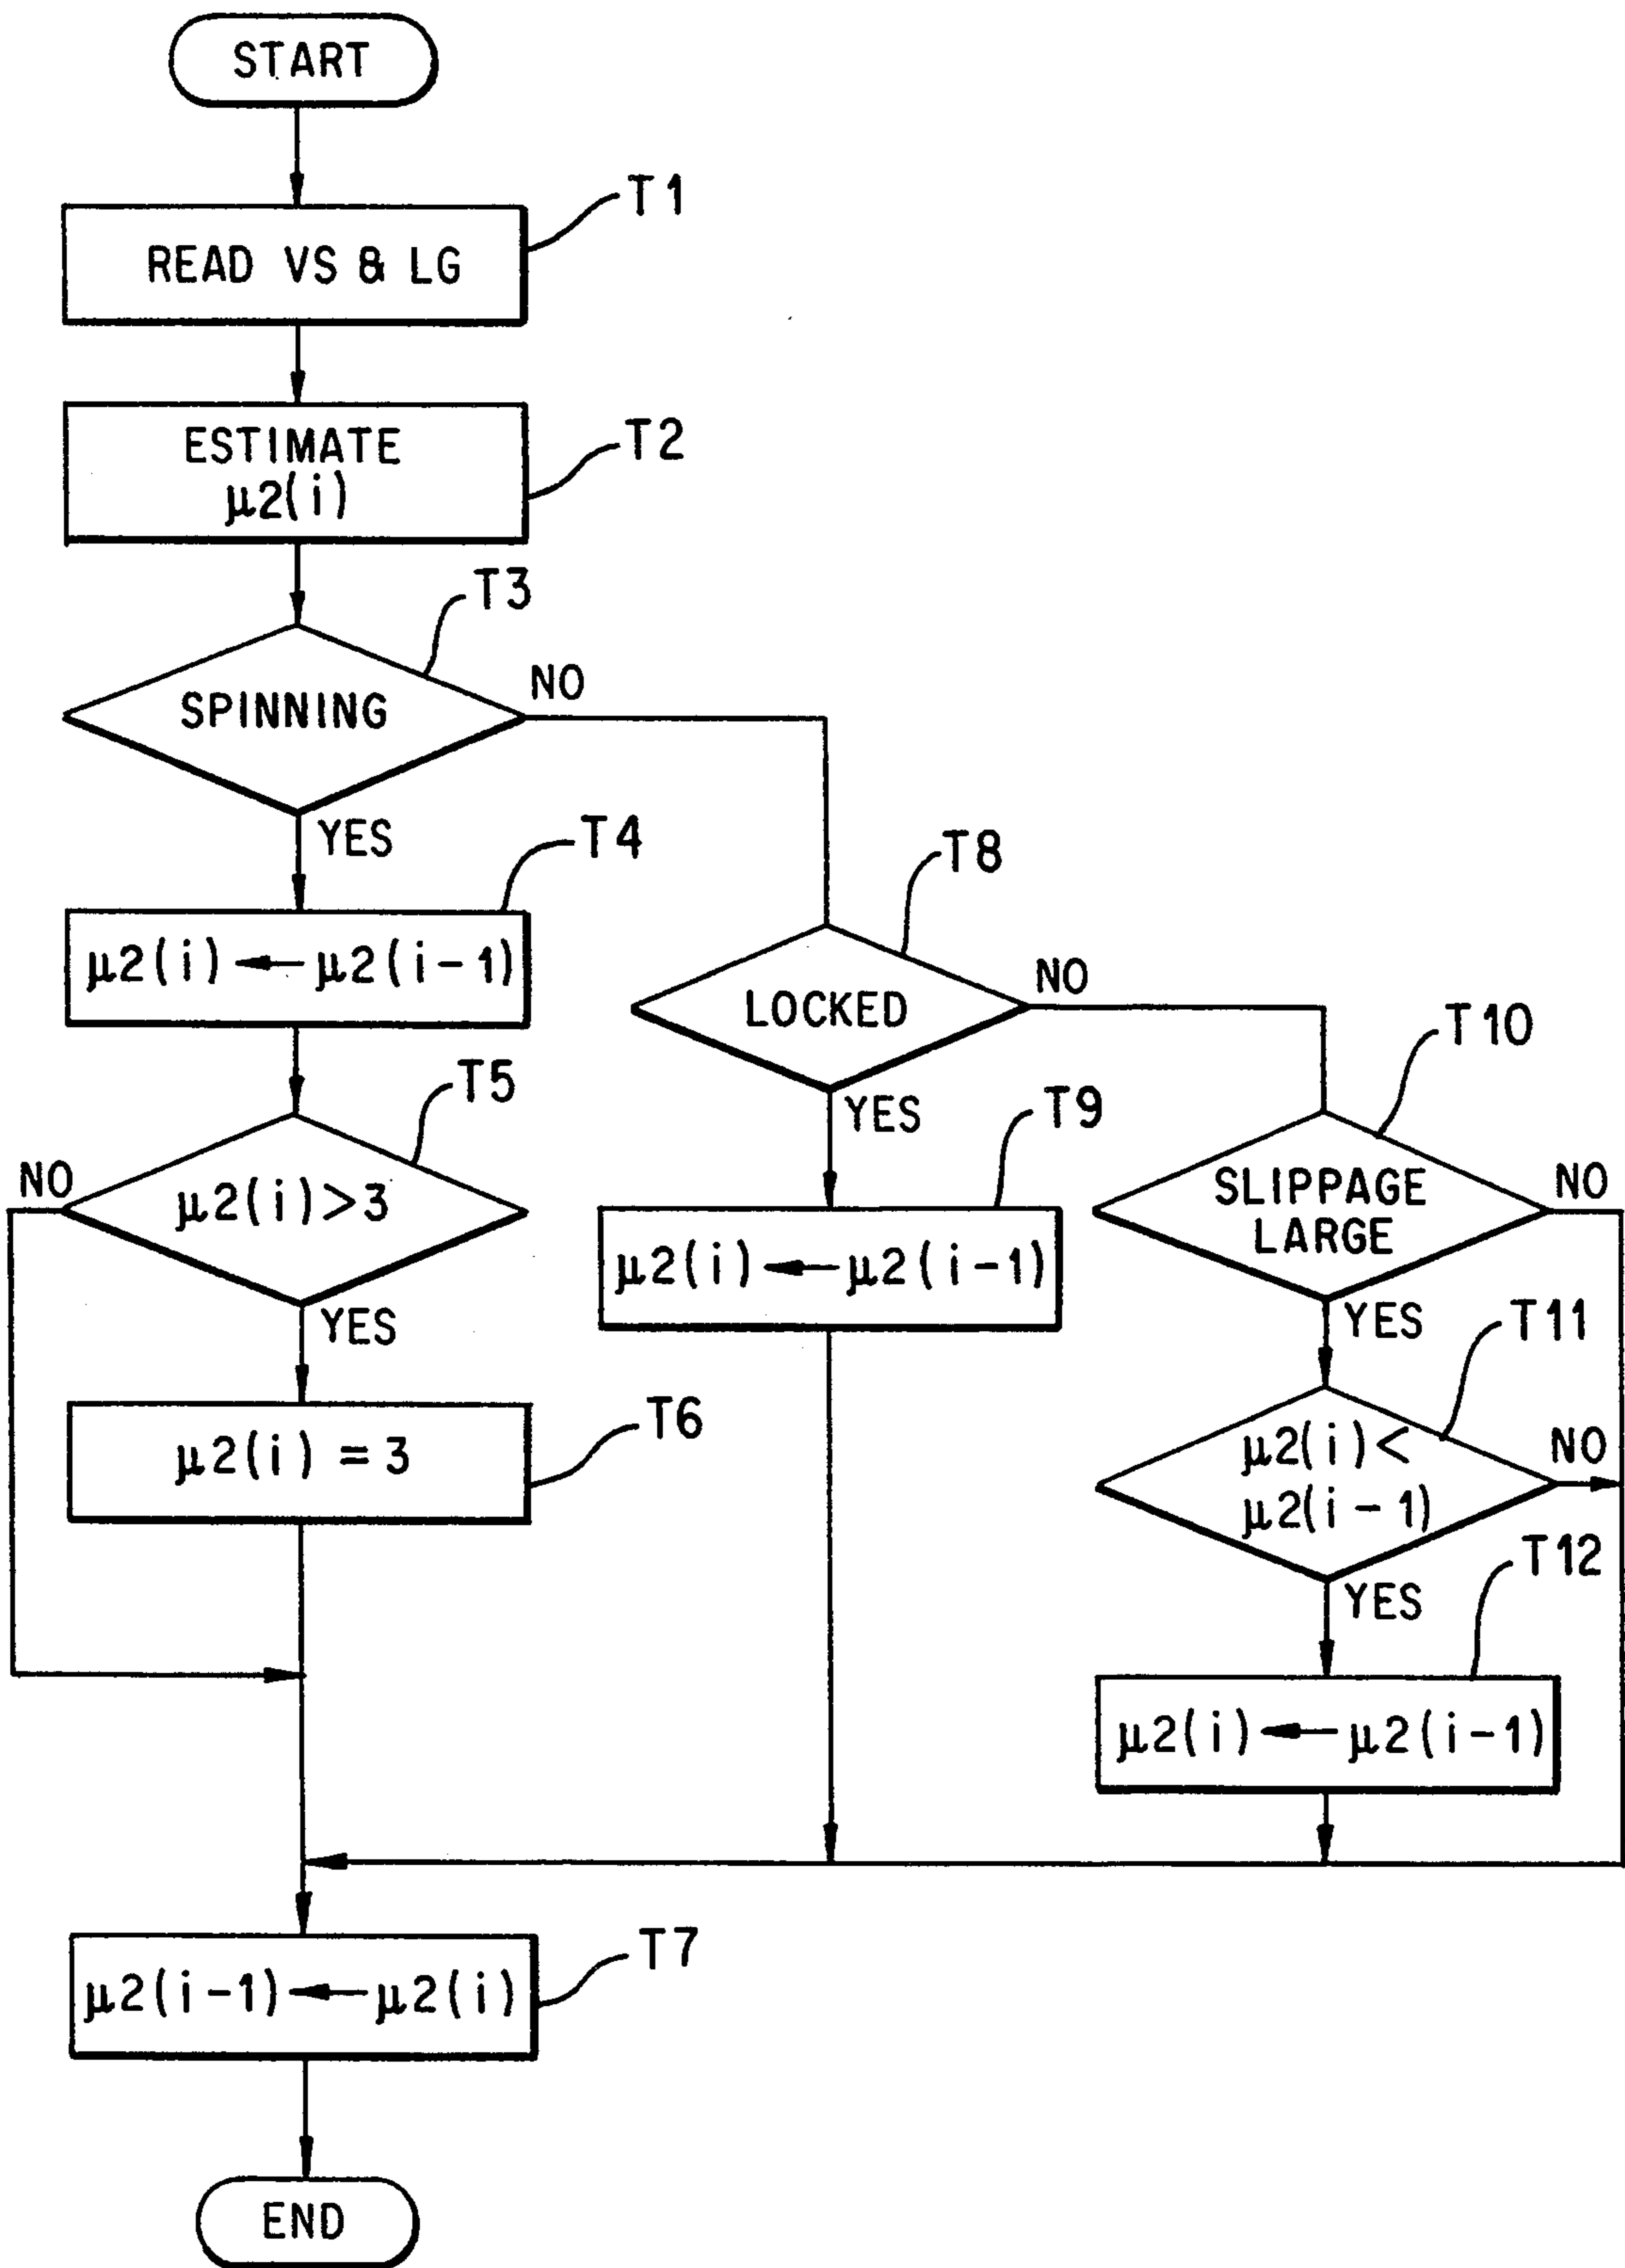 START
T1
READ VS & LG
T2
ESTIMATE
µ2(i)
T3
SPINNING
NO
YES
T4
µ2(i) ← µ2(i-1)
T8
LOCKED
NO
YES
T5
µ2(i)>3
NO
YES
T9
µ2(i) ← µ2(i-1)
T10
SLIPPAGE
LARGE
NO
YES
T6
µ2(i) = 3
T11
µ2(i)<
µ2(i-1)
NO
YES
T12
µ2(i) ← µ2(i-1)
T7
µ2(i-1) ← µ2(i)
END